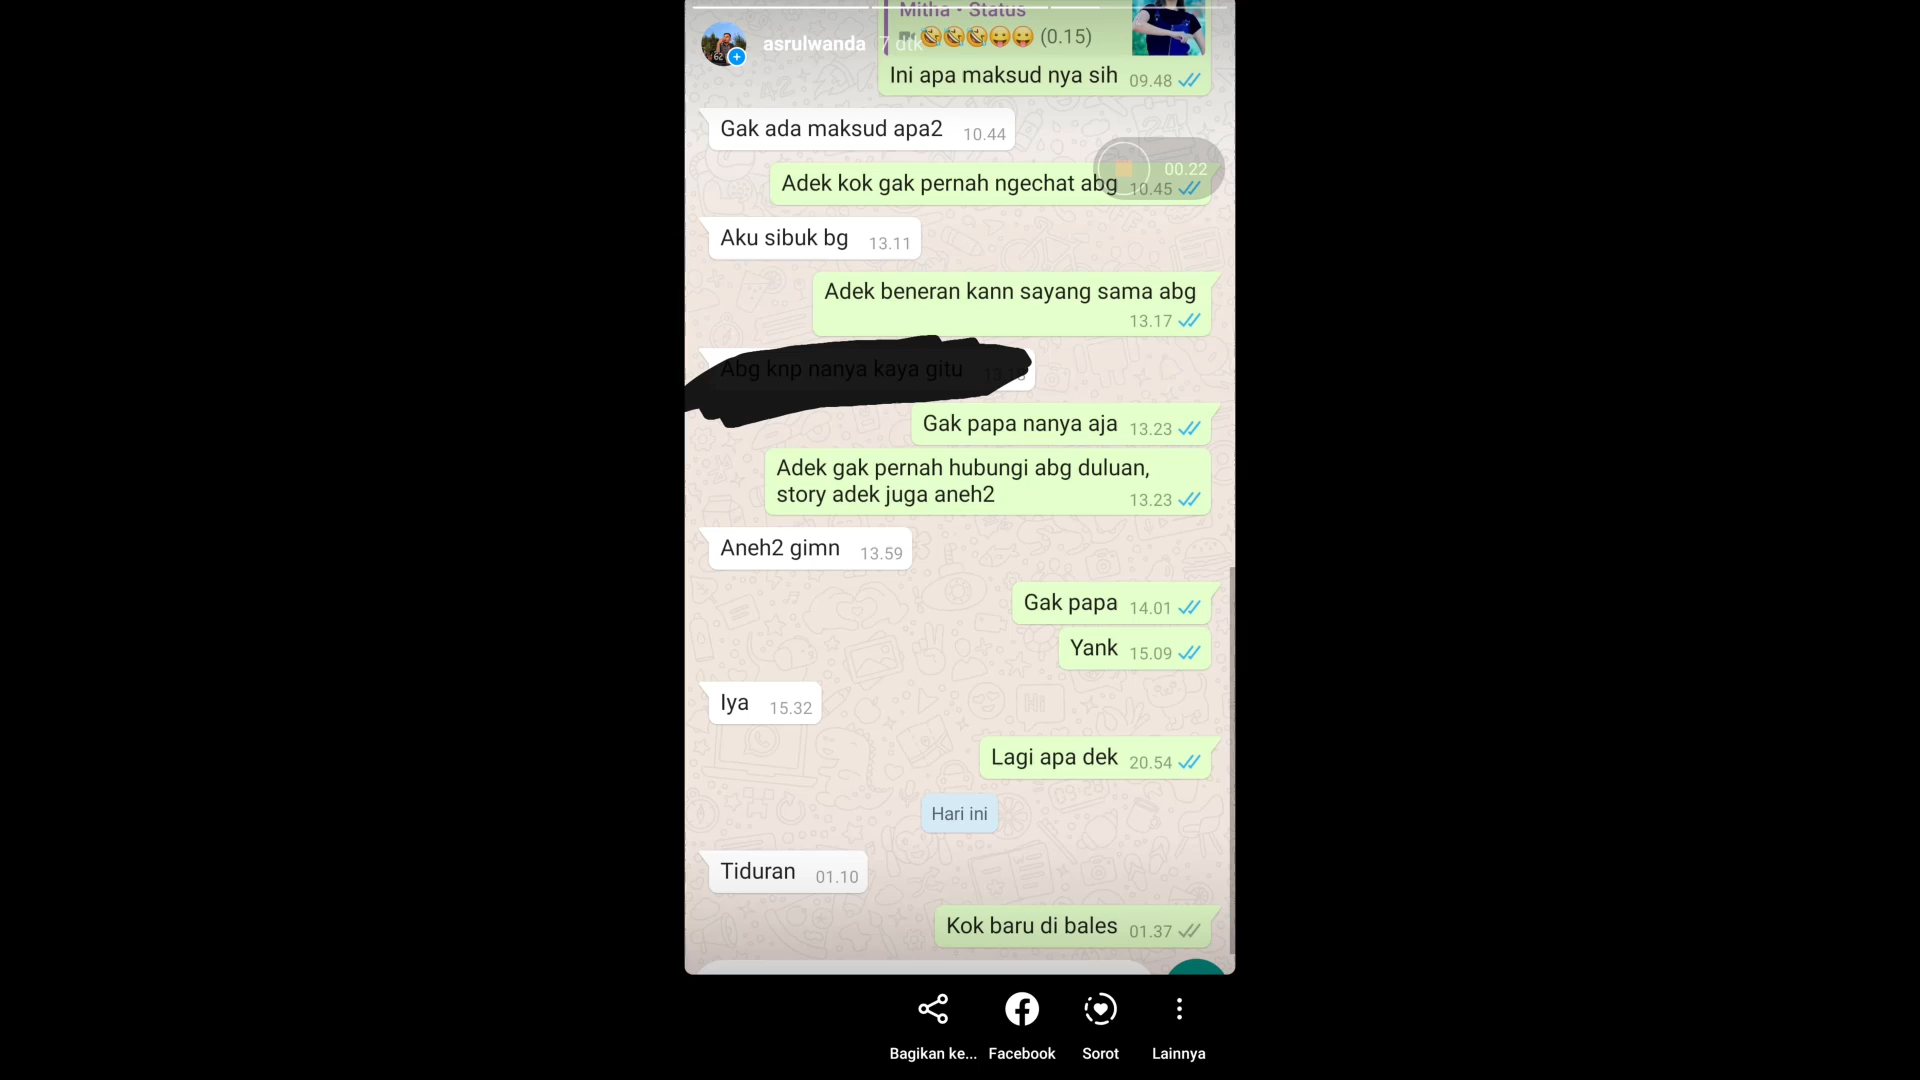 Mitha • Status
asrulwanda 7 dtk
🤣🤣🤣😛😛 (0.15)
Ini apa maksud nya sih 09.48
Gak ada maksud apa2 10.44
00.22
Adek kok gak pernah ngechat abg 10.45
Aku sibuk bg 13.11
Adek beneran kann sayang sama abg
13.17
Abg knp nanya kaya gitu
Gak papa nanya aja 13.23
Adek gak pernah hubungi abg duluan,
story adek juga aneh2 13.23
Aneh2 gimn 13.59
Gak papa 14.01
Yank 15.09
Iya 15.32
Lagi apa dek 20.54
Hari ini
Tiduran 01.10
Kok baru di bales 01.37
Bagikan ke... Facebook Sorot Lainnya